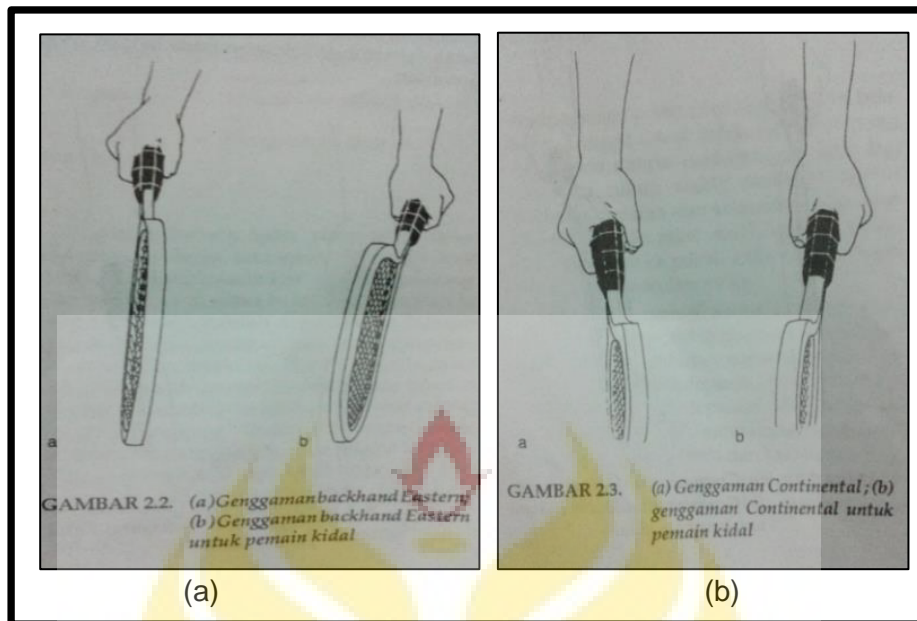 a
b
GAMBAR 2.2. (a) Genggaman backhand Eastern;
(b) Genggaman backhand Eastern
untuk pemain kidal
a
b
GAMBAR 2.3. (a) Genggaman Continental; (b)
genggaman Continental untuk
pemain kidal
(a)
(b)